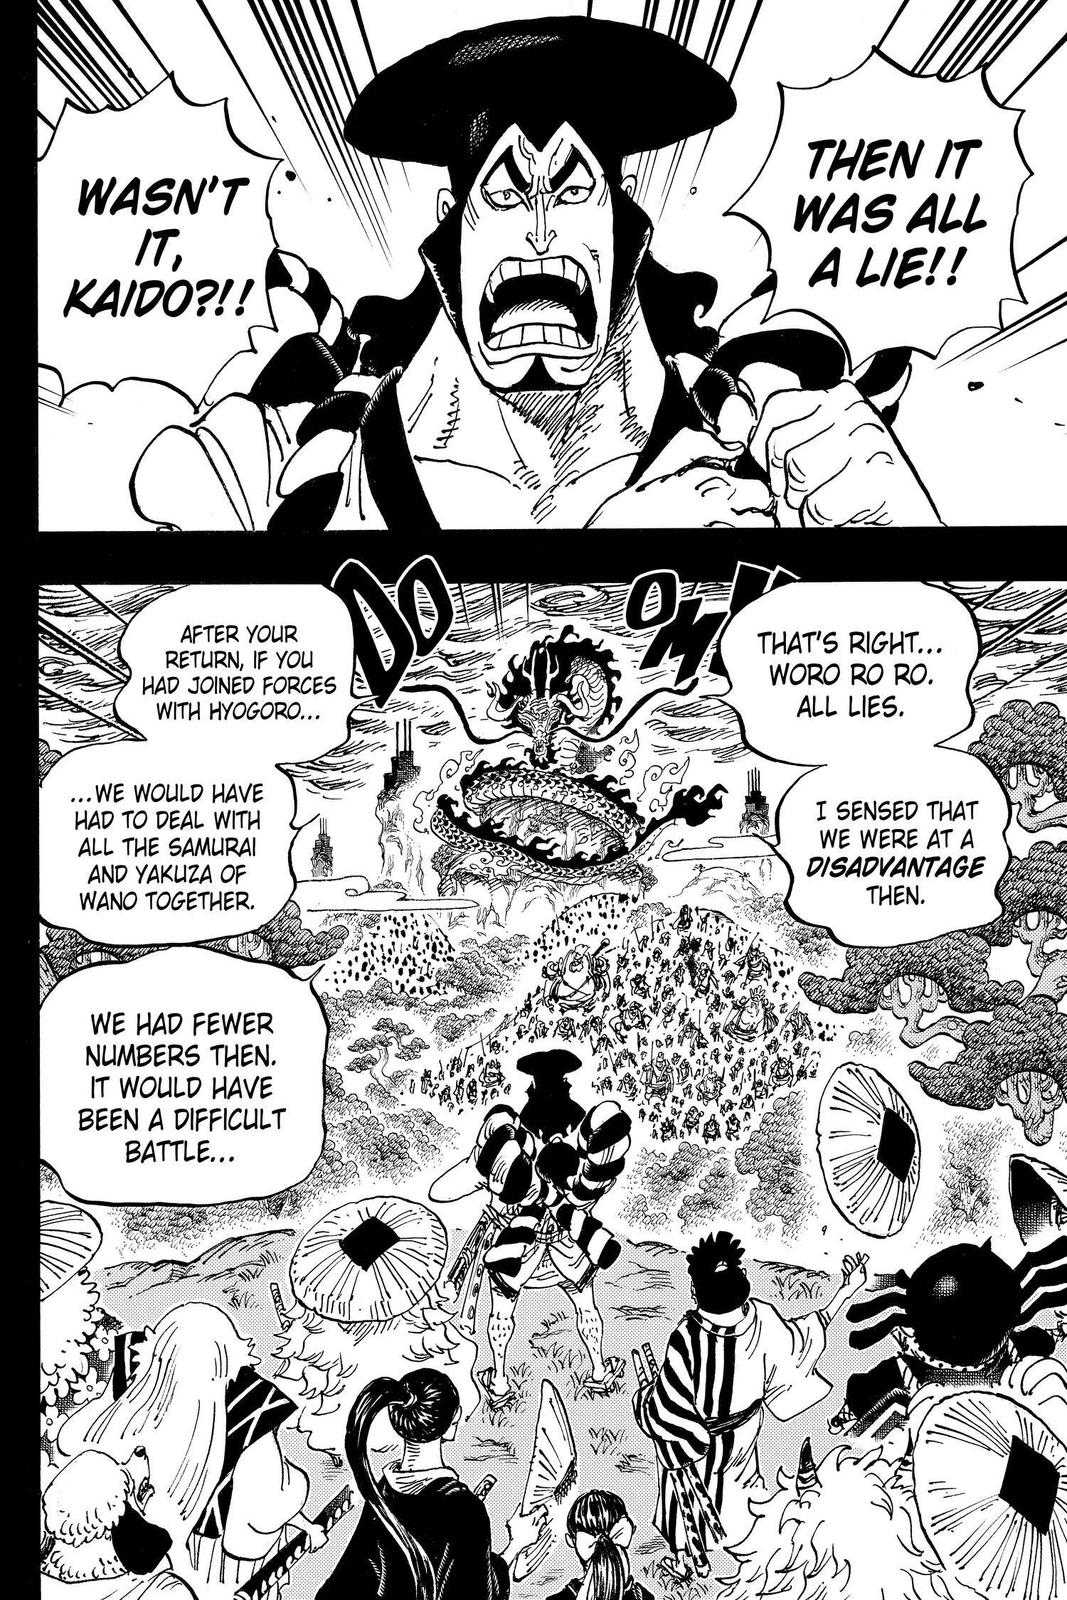 THEN IT
WAS ALL
A LIE!!
WASN'T
IT,
KAIDO?!!
DO
OM
THAT'S RIGHT...
WORO RO RO.
ALL LIES.
I SENSED THAT
WE WERE AT A
DISADVANTAGE
THEN.
AFTER YOUR
RETURN, IF YOU
HAD JOINED FORCES
WITH HYOGORO...
...WE WOULD HAVE
HAD TO DEAL WITH
ALL THE SAMURAI
AND YAKUZA OF
WANO TOGETHER.
WE HAD FEWER
NUMBERS THEN.
IT WOULD HAVE
BEEN A DIFFICULT
BATTLE...